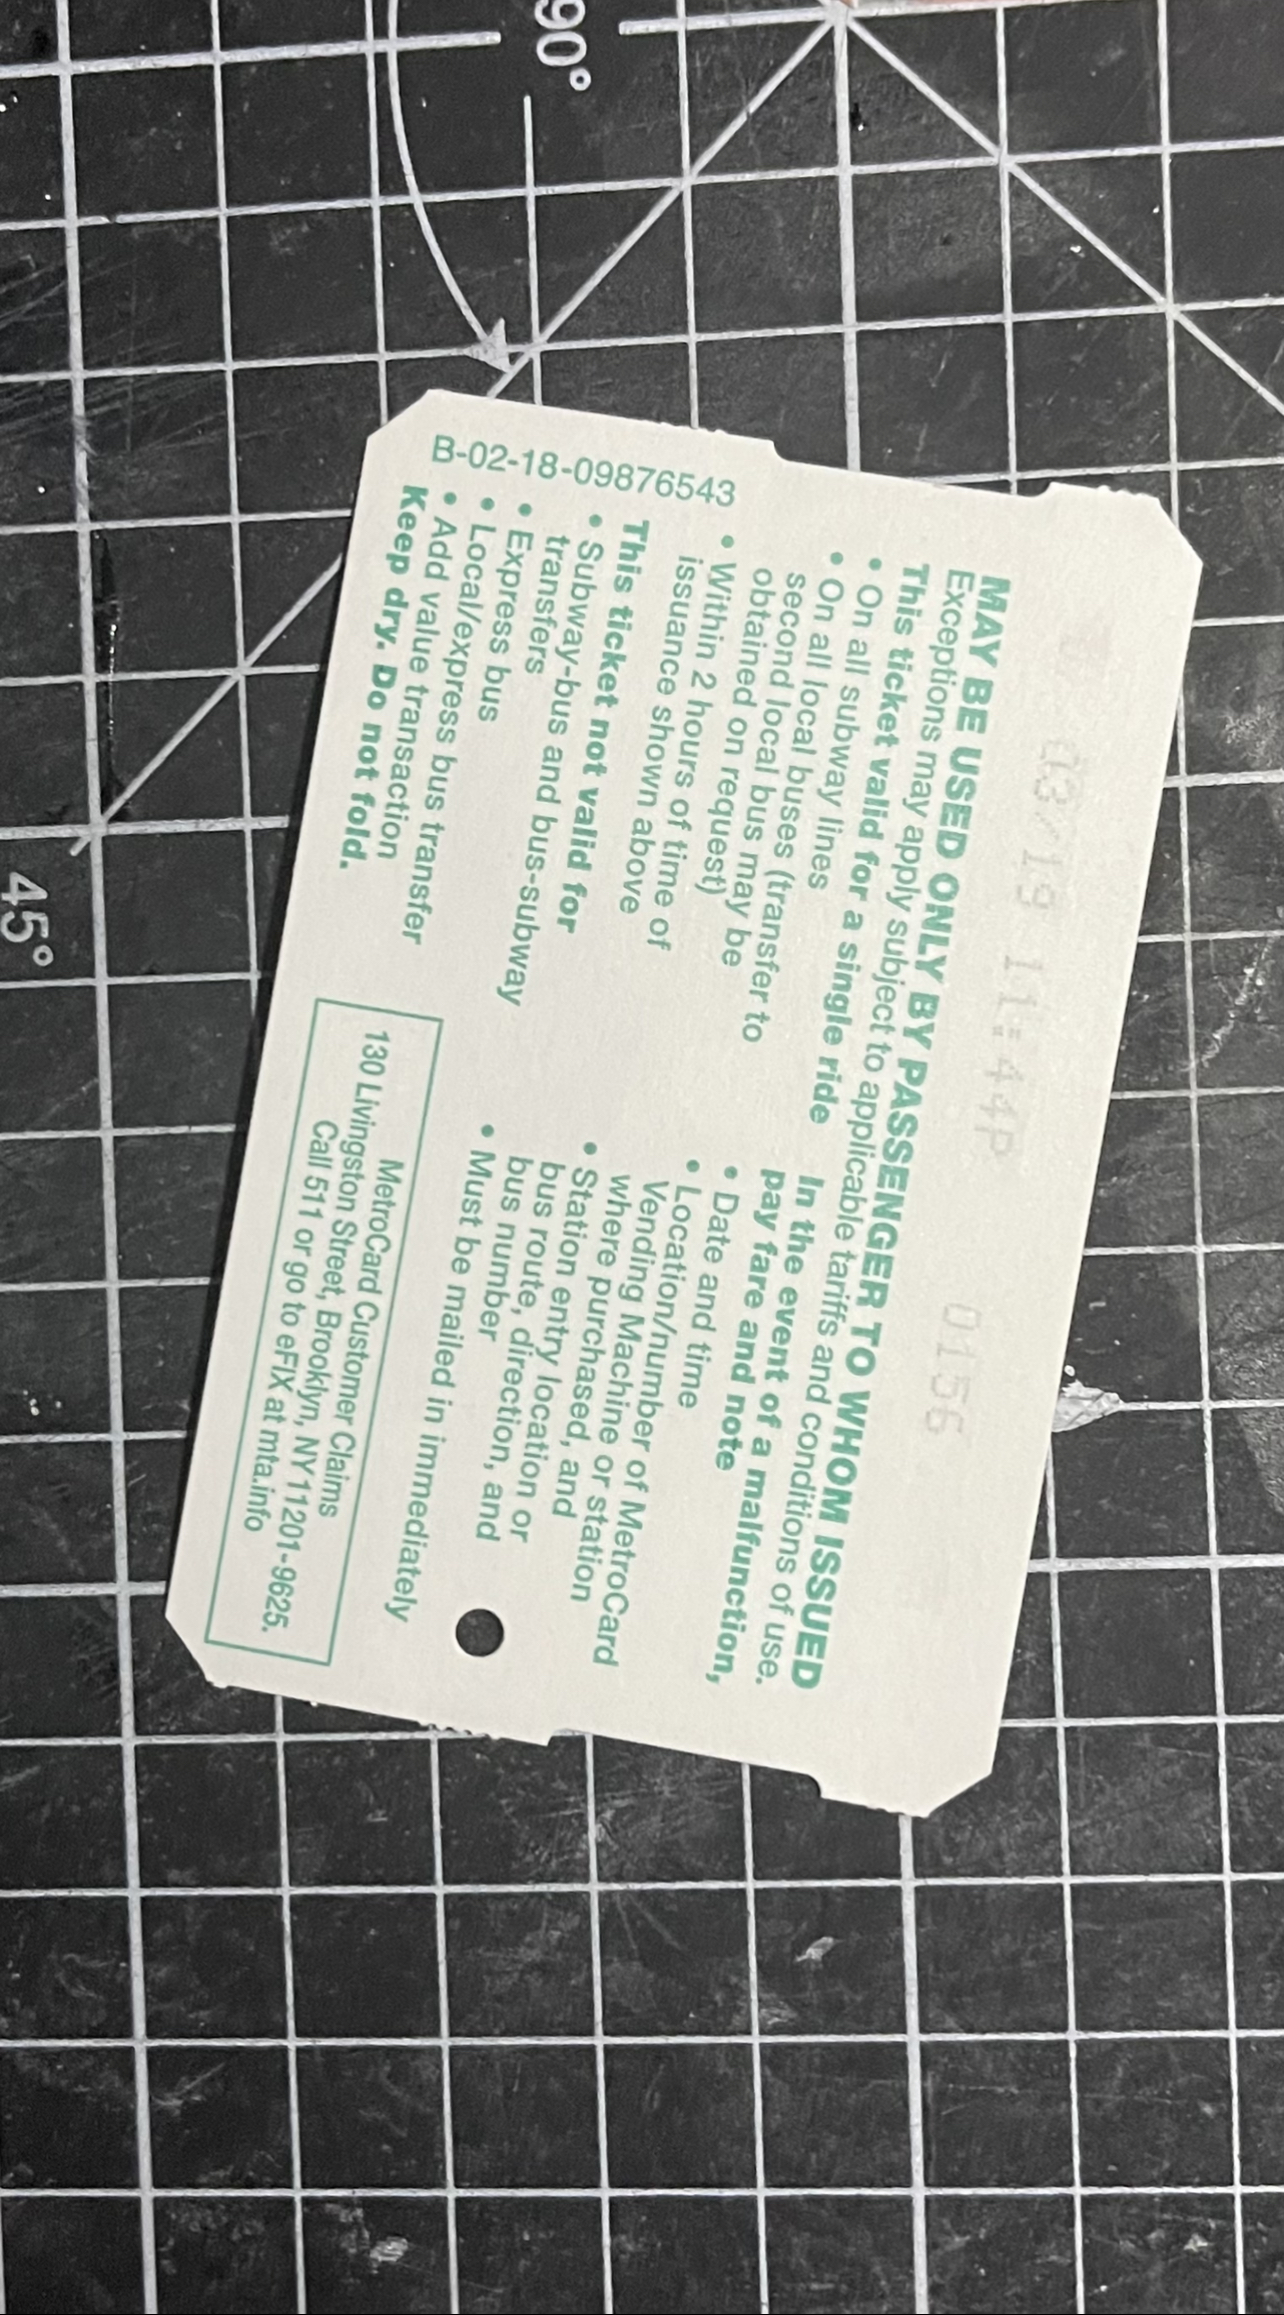 03/19 11:44P 0156
MAY BE USED ONLY BY PASSENGER TO WHOM ISSUED
Exceptions may apply subject to applicable tariffs and conditions of use.
This ticket valid for a single ride
• On all subway lines
• On all local buses (transfer to
second local bus may be
obtained on request)
• Within 2 hours of time of
issuance shown above
This ticket not valid for
• Subway-bus and bus-subway
transfers
• Express bus
• Local/express bus transfer
• Add value transaction
Keep dry. Do not fold.
In the event of a malfunction,
pay fare and note
• Date and time
• Location/number of MetroCard
Vending Machine or station
where purchased, and
• Station entry location or
bus route, direction, and
bus number
• Must be mailed in immediately
MetroCard Customer Claims
130 Livingston Street, Brooklyn, NY 11201-9625.
Call 511 or go to eFIX at mta.info
B-02-18-09876543
90°
45°